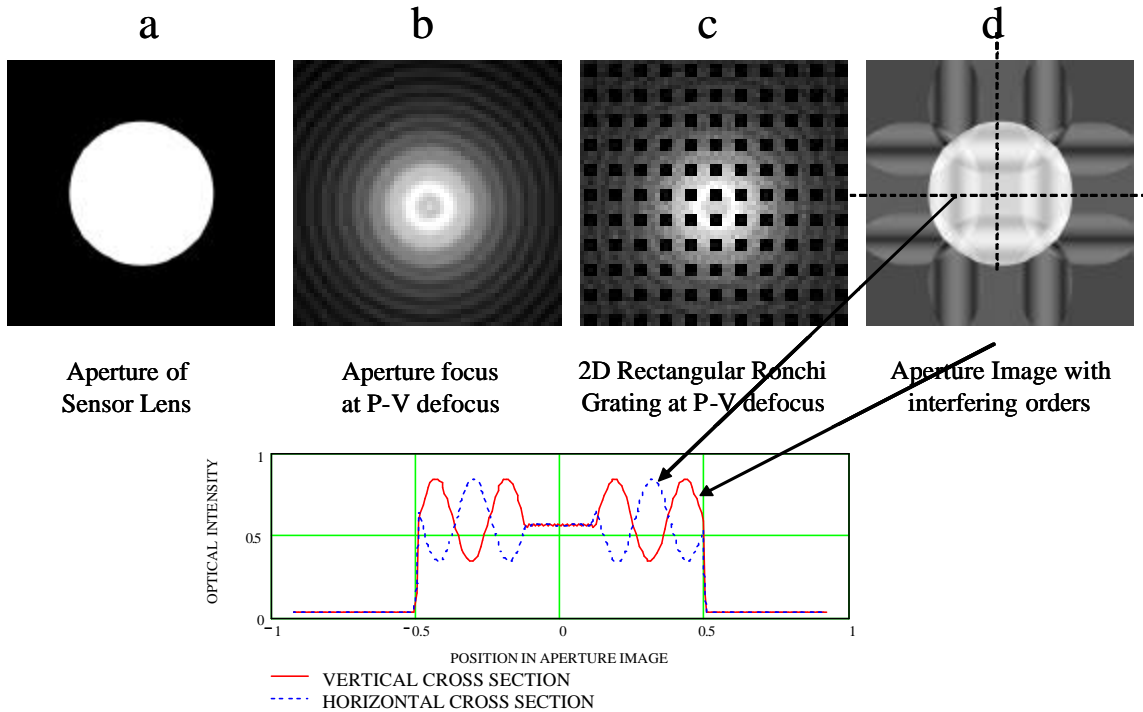 a b c d
Aperture of
Sensor Lens
Aperture focus
at P-V defocus
2D Rectangular Ronchi
Grating at P-V defocus
Aperture Image with
interfering orders
OPTICAL INTENSITY
1
0.5
0
-1 -0.5 0 0.5 1
POSITION IN APERTURE IMAGE
VERTICAL CROSS SECTION
HORIZONTAL CROSS SECTION